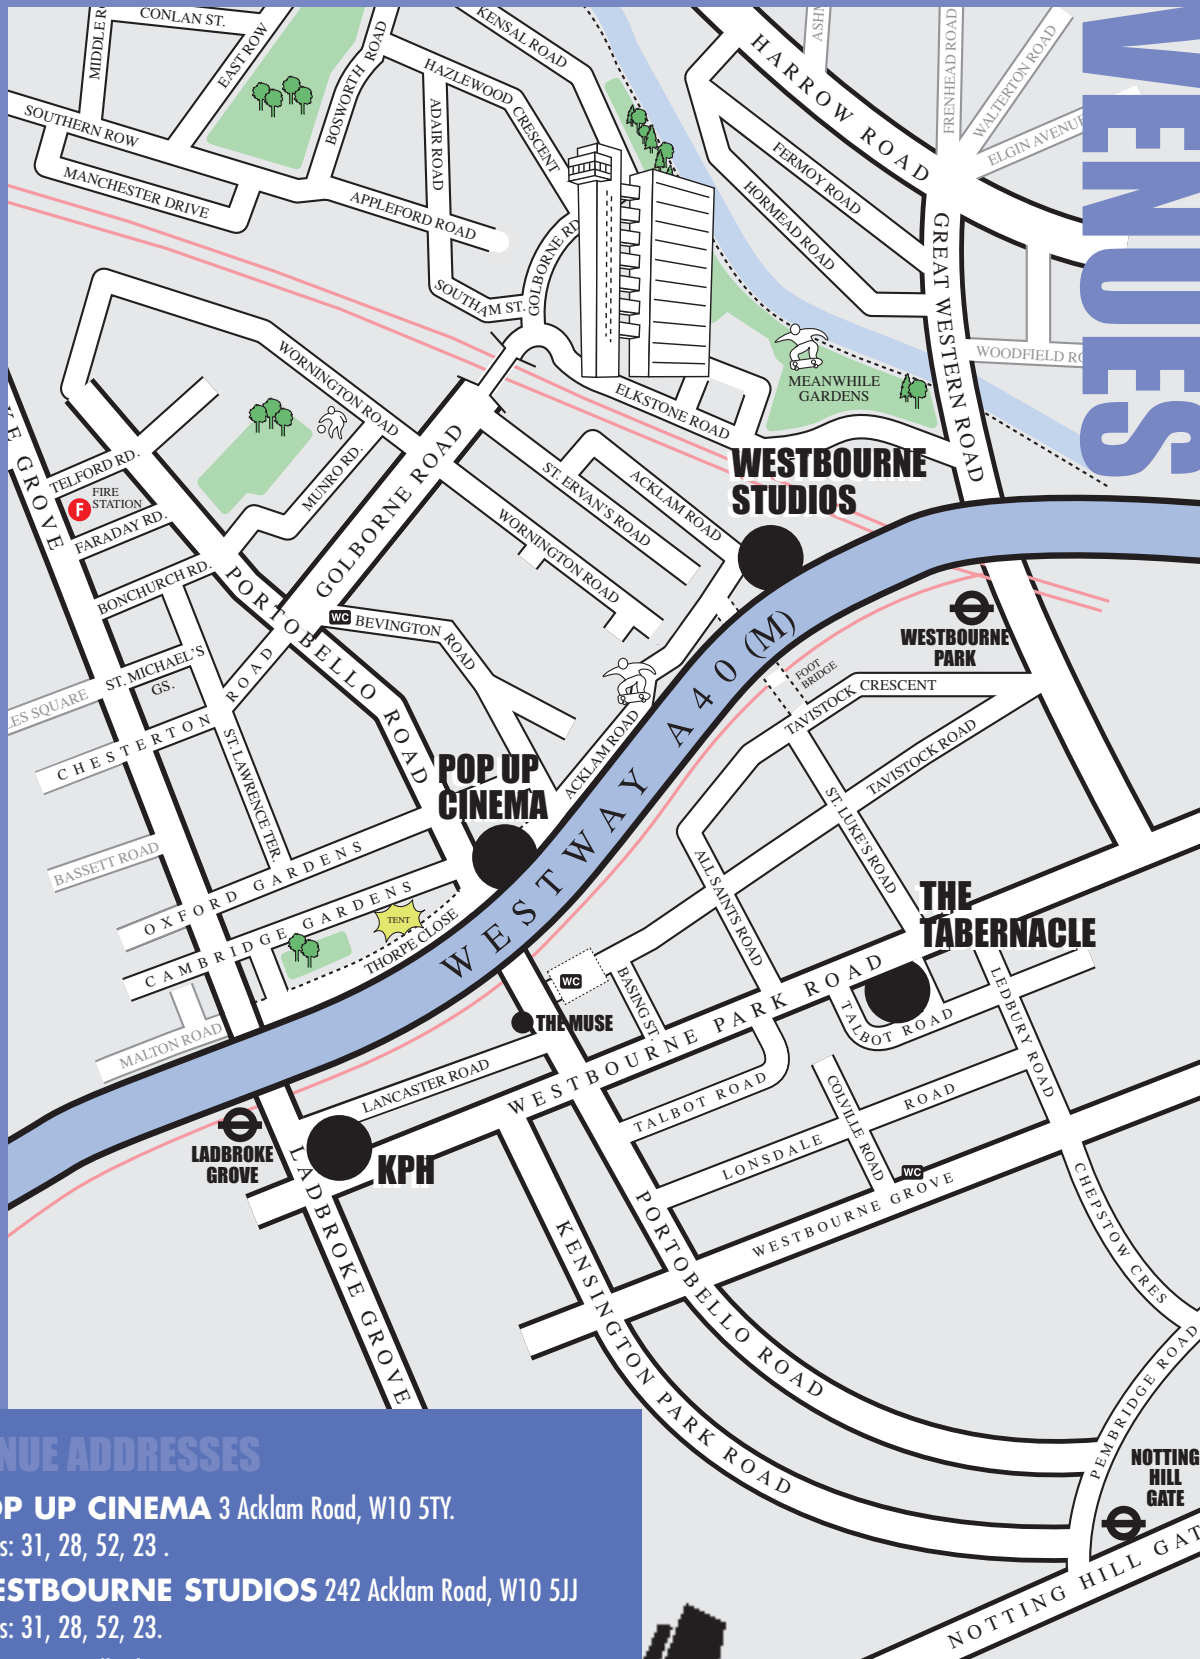 VENUES
CONLAN ST.
EAST ROW
BOSWORTH ROAD
KENSAL ROAD
HARROW ROAD
FRENHEAD ROAD
WALTERTON ROAD
ELGIN AVENUE
SOUTHERN ROW
MANCHESTER DRIVE
HAZLEWOOD CRESCENT
ADAIR ROAD
APPLEFORD ROAD
SOUTHAM ST.
GOLBORNE RD.
FERMOY ROAD
HORMEAD ROAD
GREAT WESTERN ROAD
MEANWHILE
GARDENS
ELKSTONE ROAD
WORNINGTON ROAD
TELFORD RD.
F
FIRE
STATION
FARADAY RD.
BONCHURCH RD.
MUNRO RD.
GOLBORNE ROAD
ST. ERVAN'S ROAD
ACKLAM ROAD
WORNINGTON ROAD
WESTBOURNE
STUDIOS
WESTBOURNE
PARK
PORTOBELLO ROAD
WC
BEVINGTON ROAD
ST. MICHAEL'S
GS.
CHESTERTON ROAD
ST. LAWRENCE TER.
FOOT
BRIDGE
TAVISTOCK CRESCENT
TAVISTOCK ROAD
ACKLAM ROAD
WESTWAY A40 (M)
POP UP
CINEMA
BASSETT ROAD
OXFORD GARDENS
CAMBRIDGE GARDENS
TENT
THORPE CLOSE
MALTON ROAD
ALL SAINTS ROAD
ST. LUKE'S ROAD
THE
TABERNACLE
WC
BASING ST.
THE MUSE
WESTBOURNE PARK ROAD
TALBOT ROAD
LEDBURY ROAD
LANCASTER ROAD
LADBROKE
GROVE
KPH
TALBOT ROAD
COLVILLE ROAD
LONSDALE ROAD
WC
WESTBOURNE GROVE
CHEPSTOW CRES
LADBROKE GROVE
KENSINGTON PARK ROAD
PORTOBELLO ROAD
PEMBRIDGE ROAD
NOTTING
HILL
GATE
NOTTING HILL GAT
NUE ADDRESSES
OP UP CINEMA 3 Acklam Road, W10 5TY.
s: 31, 28, 52, 23 .
ESTBOURNE STUDIOS 242 Acklam Road, W10 5JJ
s: 31, 28, 52, 23.